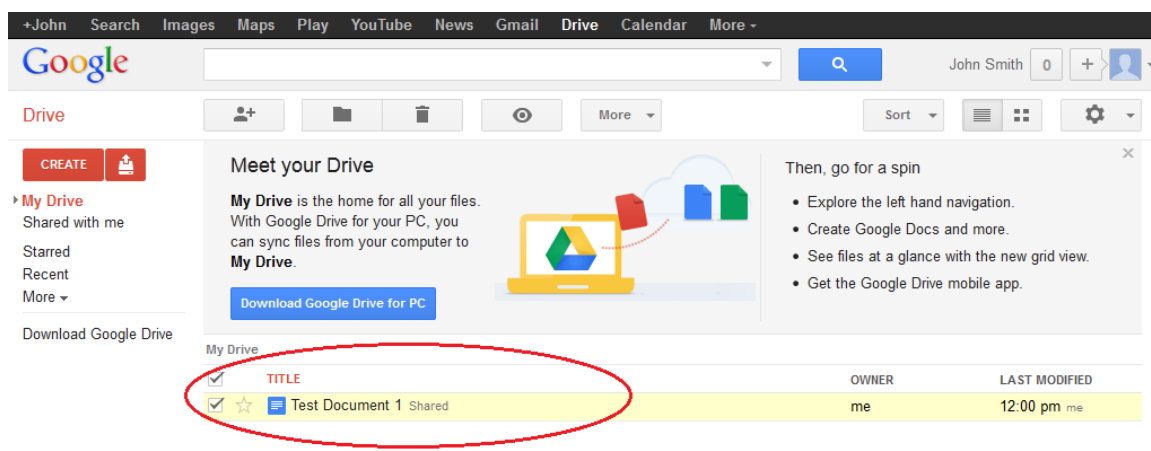 +John Search Images Maps Play YouTube News Gmail Drive Calendar More
Google
John Smith 0 +
Drive
More
Sort
CREATE
My Drive
Shared with me
Starred
Recent
More
Download Google Drive
Meet your Drive
My Drive is the home for all your files.
With Google Drive for your PC, you
can sync files from your computer to
My Drive.
Download Google Drive for PC
Then, go for a spin
• Explore the left hand navigation.
• Create Google Docs and more.
• See files at a glance with the new grid view.
• Get the Google Drive mobile app.
My Drive
TITLE OWNER LAST MODIFIED
Test Document 1 Shared me 12:00 pm me